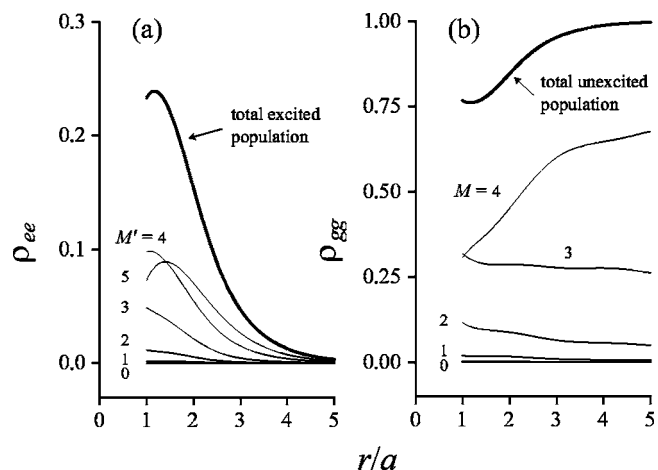 (a)
0.3
0.2
0.1
0.0
ρee
total excited
population
M' = 4
5
3
2
1
0
0 1 2 3 4 5
(b)
1.00
0.75
0.50
0.25
0.00
ρgg
total unexcited
population
M = 4
3
2
1
0
0 1 2 3 4 5
r/a